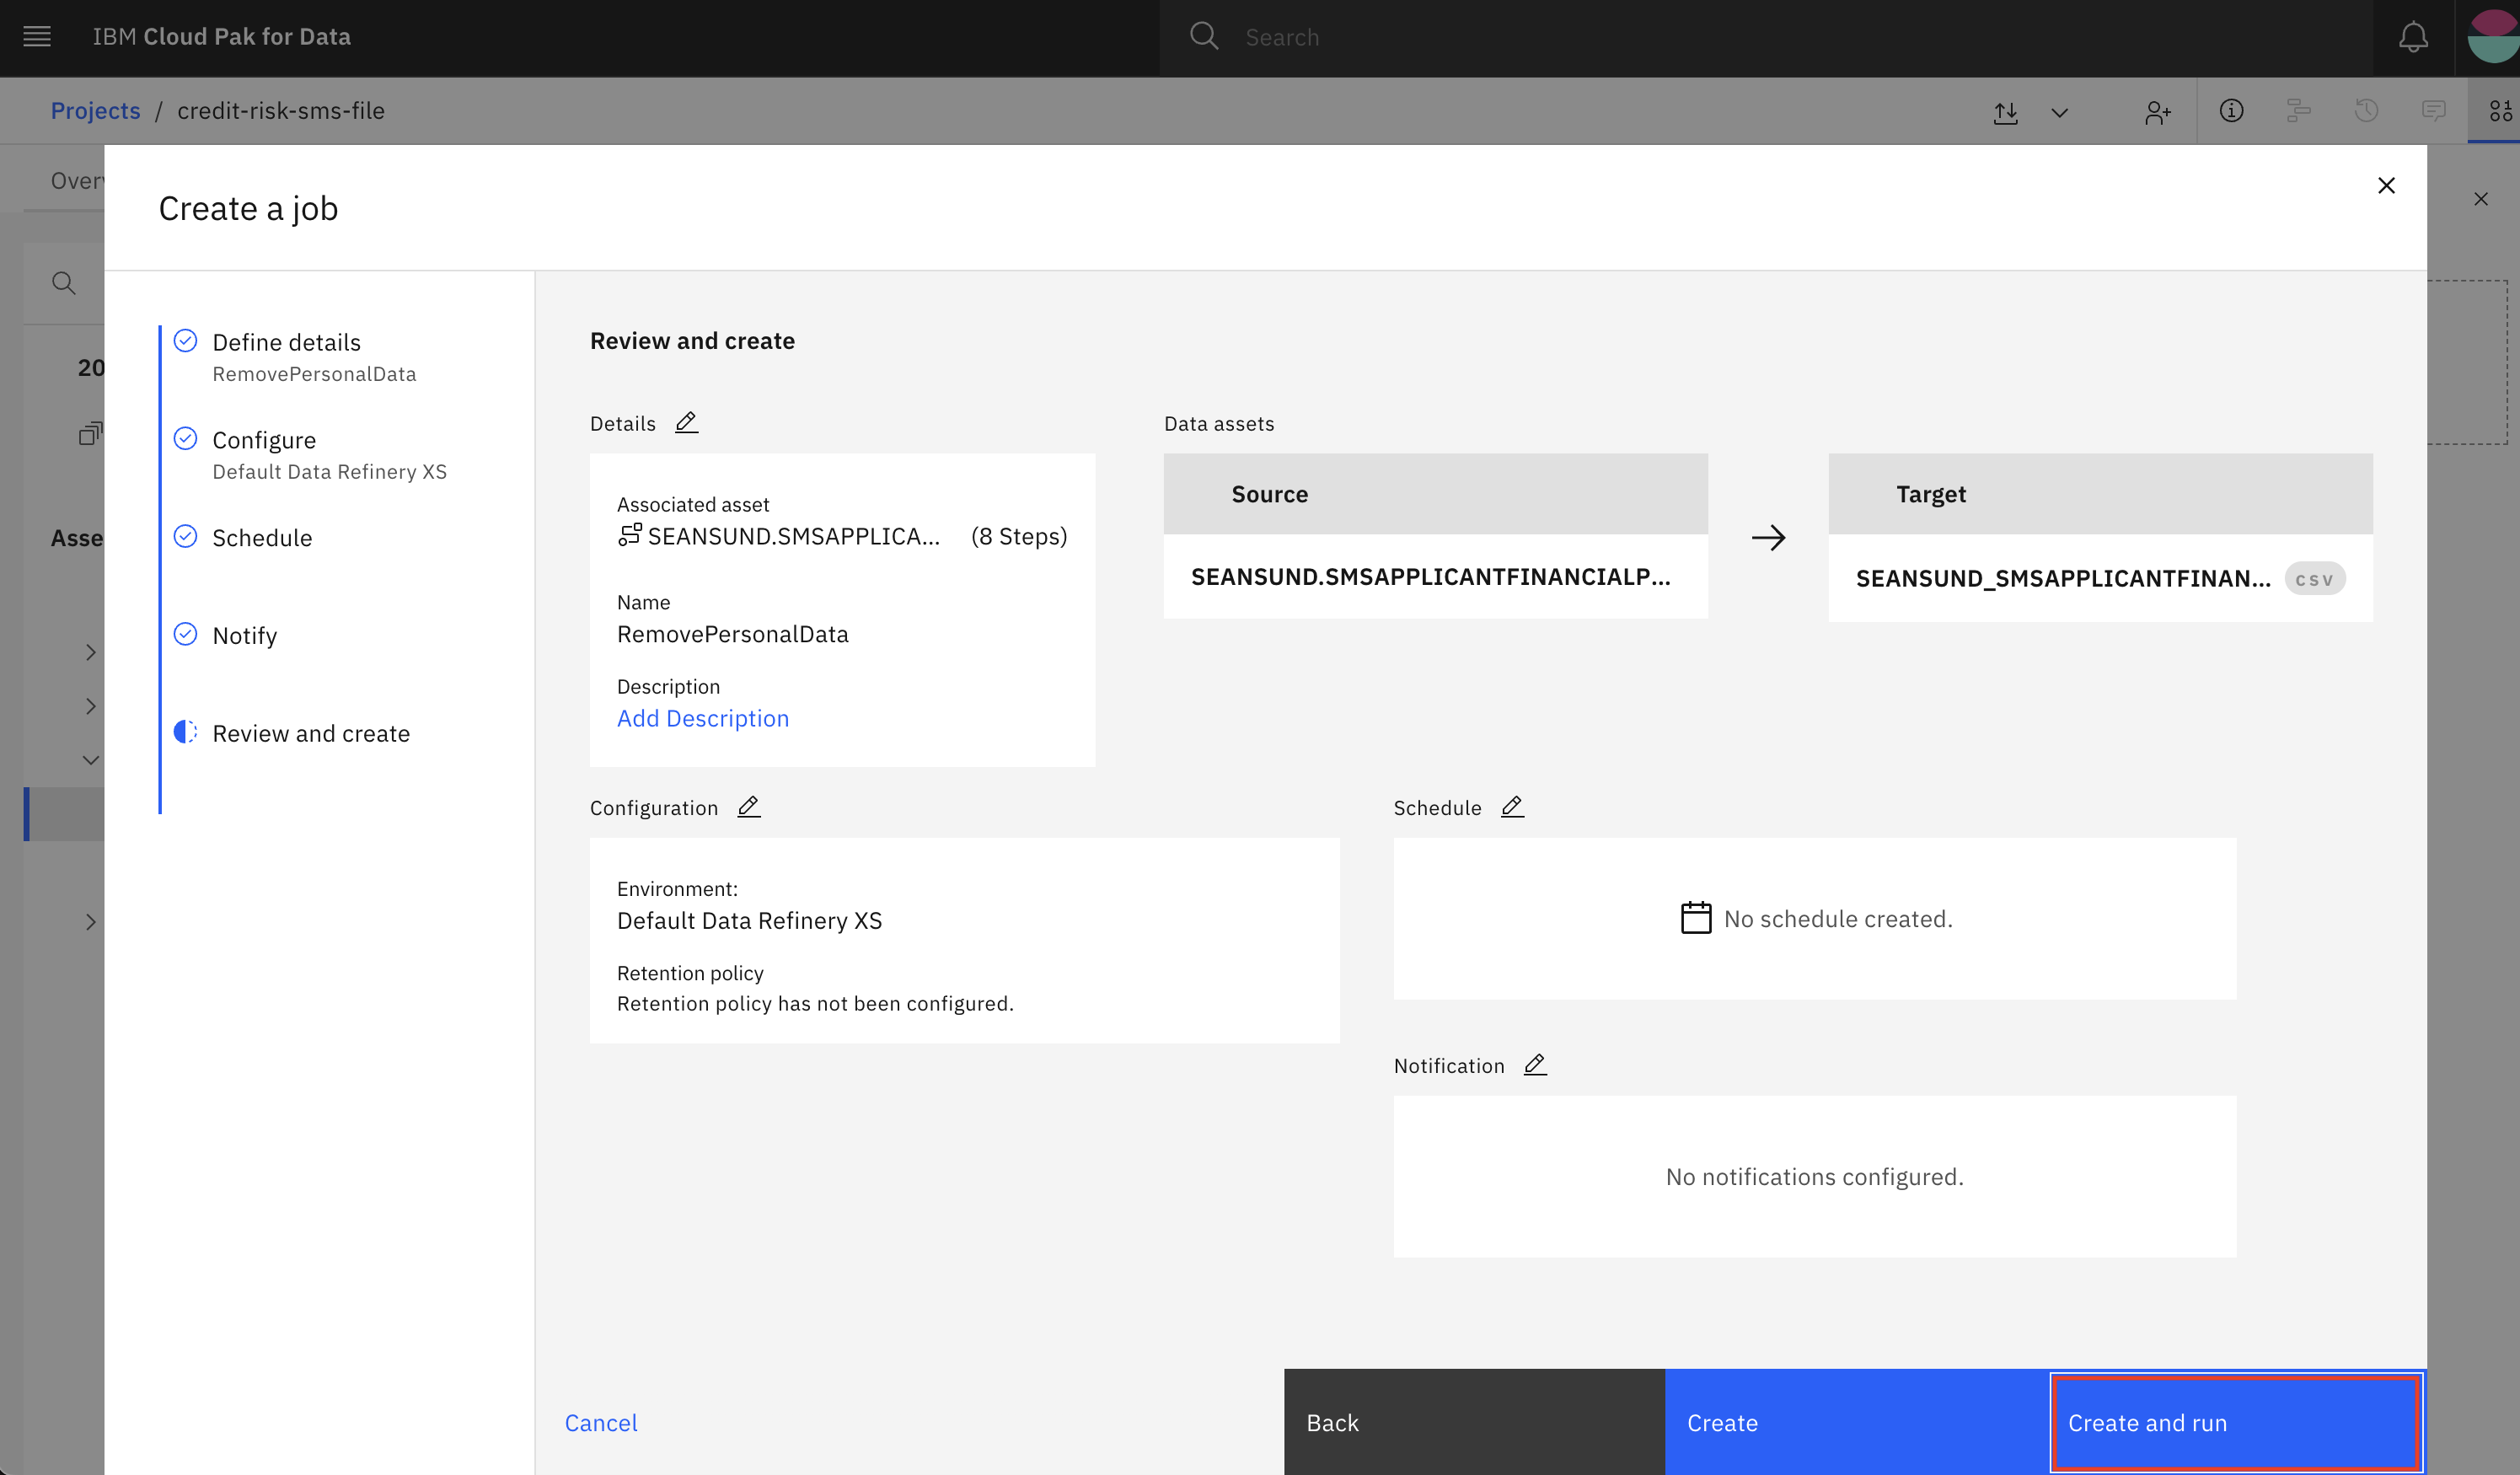 IBM Cloud Pak for Data
Search
Projects / credit-risk-sms-file
Over
Create a job
20
Asse
Define details
RemovePersonalData
Configure
Default Data Refinery XS
Schedule
Notify
Review and create
Review and create
Details
Associated asset
SEANSUND.SMSAPPLICA... (8 Steps)
Name
RemovePersonalData
Description
Add Description
Data assets
Source
SEANSUND.SMSAPPLICANTFINANCIALP...
Target
SEANSUND_SMSAPPLICANTFINAN... csv
Configuration
Environment:
Default Data Refinery XS
Retention policy
Retention policy has not been configured.
Schedule
No schedule created.
Notification
No notifications configured.
Cancel
Back
Create
Create and run